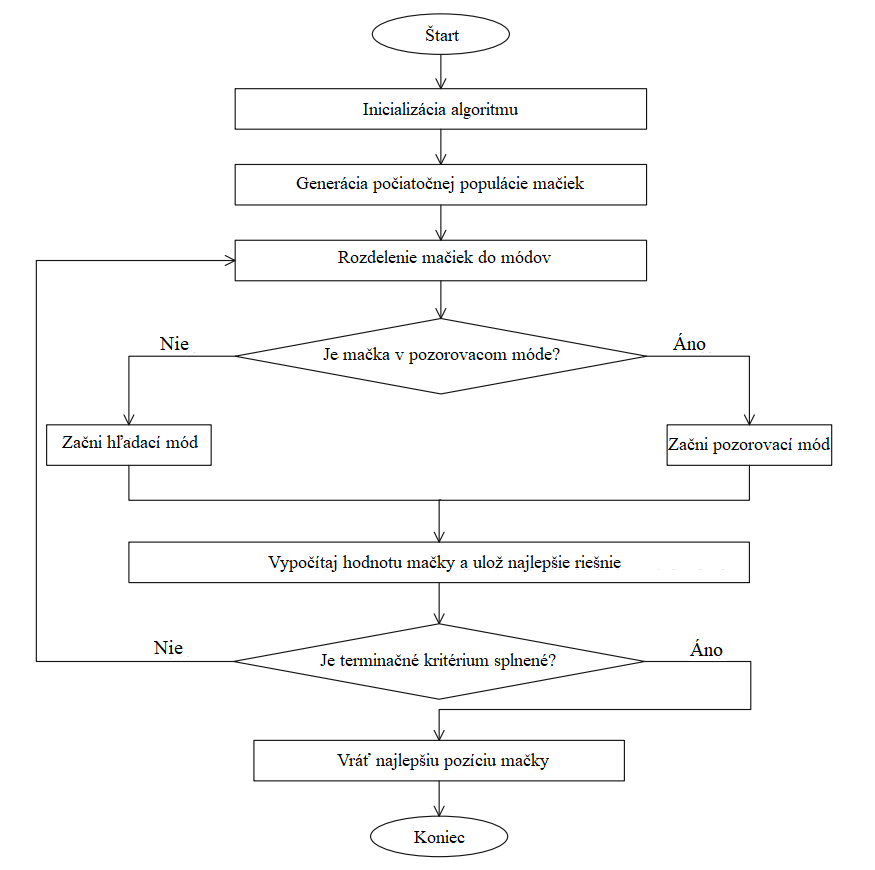 Štart
Inicializácia algoritmu
Generácia počiatočnej populácie mačiek
Rozdelenie mačiek do módov
Je mačka v pozorovacom móde?
Nie
Áno
Začni hľadací mód
Začni pozorovací mód
Vypočítaj hodnotu mačky a ulož najlepšie riešnie
Je terminačné kritérium splnené?
Nie
Áno
Vráť najlepšiu pozíciu mačky
Koniec